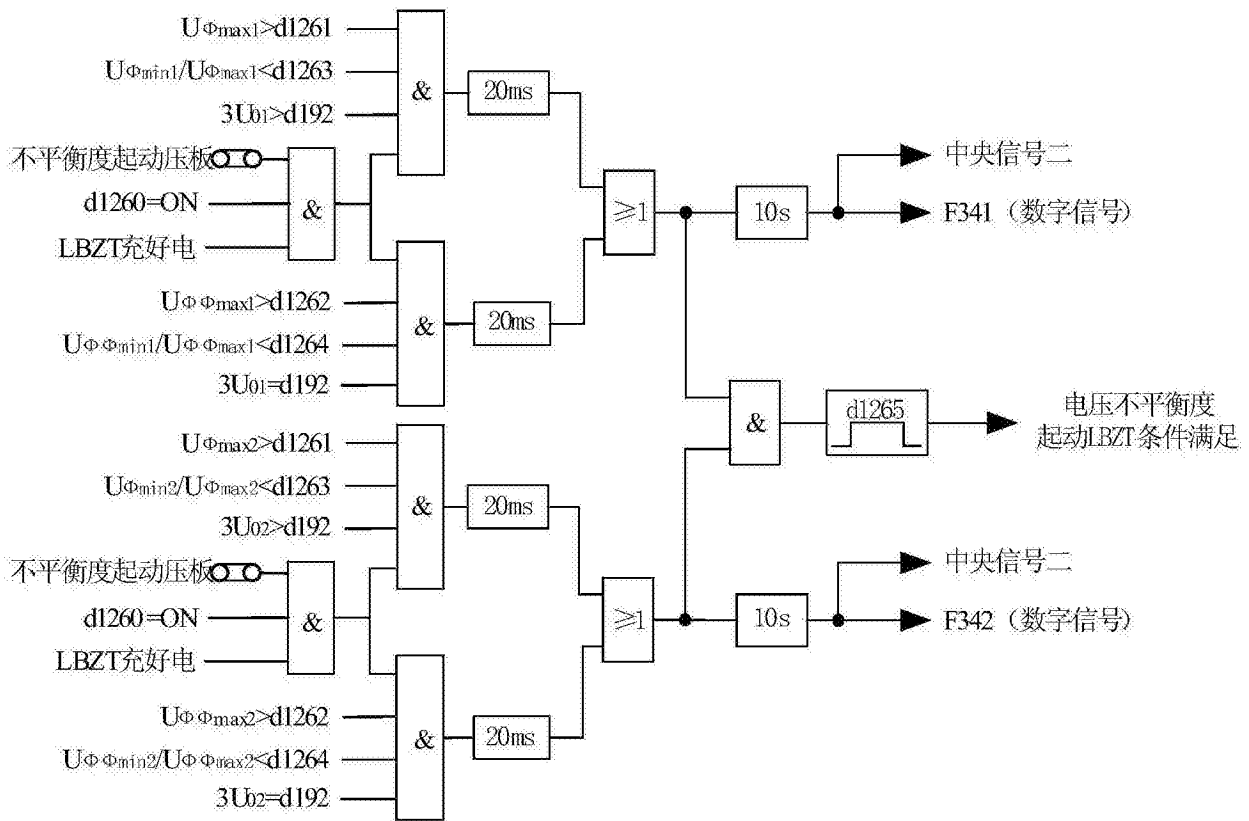 UΦmax1>d1261
UΦmin1/UΦmax1<d1263
3U01>d192
不平衡度起动压板
d1260=ON
LBZT充好电
&
&
20ms
UΦΦmax1>d1262
UΦΦmin1/UΦΦmax1<d1264
3U01=d192
&
20ms
≥1
10s
中央信号二
F341（数字信号）
&
d1265
电压不平衡度
起动LBZT条件满足
UΦmax2>d1261
UΦmin2/UΦmax2<d1263
3U02>d192
不平衡度起动压板
d1260=ON
LBZT充好电
&
&
20ms
UΦΦmax2>d1262
UΦΦmin2/UΦΦmax2<d1264
3U02=d192
&
20ms
≥1
10s
中央信号二
F342（数字信号）